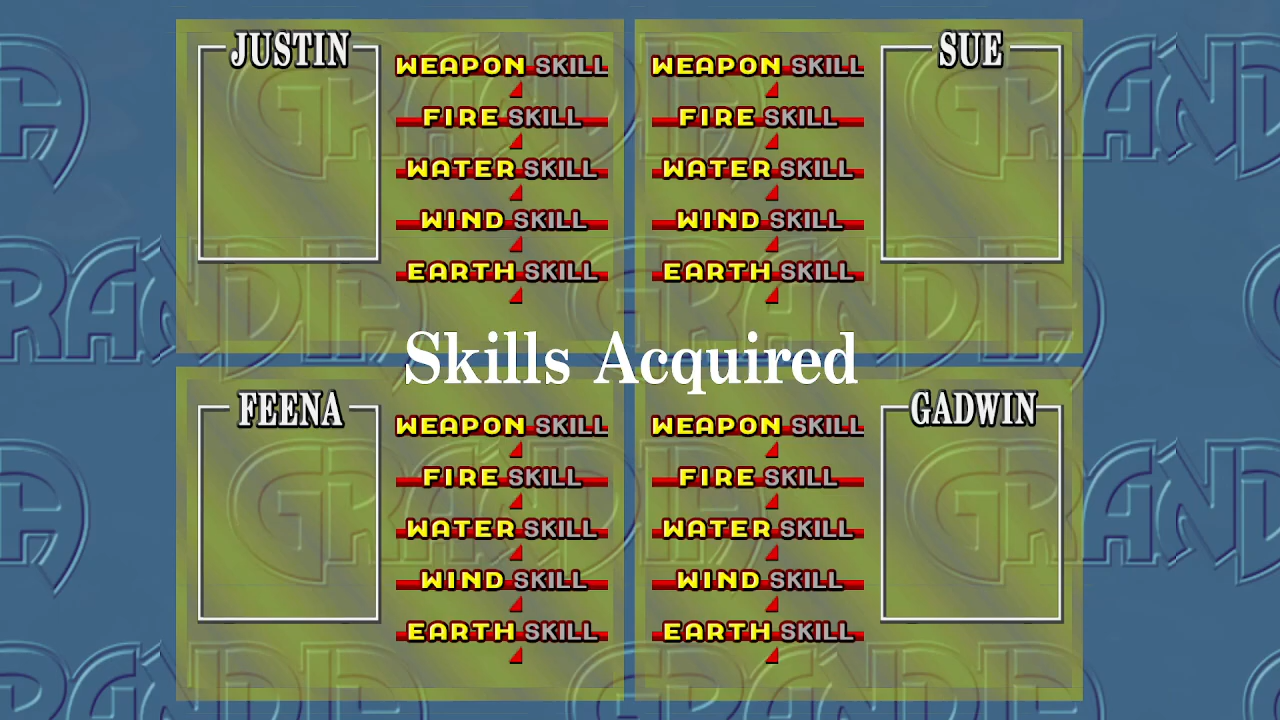 JUSTIN
WEAPON SKILL
FIRE SKILL
WATER SKILL
WIND SKILL
EARTH SKILL
SUE
WEAPON SKILL
FIRE SKILL
WATER SKILL
WIND SKILL
EARTH SKILL
Skills Acquired
FEENA
WEAPON SKILL
FIRE SKILL
WATER SKILL
WIND SKILL
EARTH SKILL
GADWIN
WEAPON SKILL
FIRE SKILL
WATER SKILL
WIND SKILL
EARTH SKILL
GRANDIA